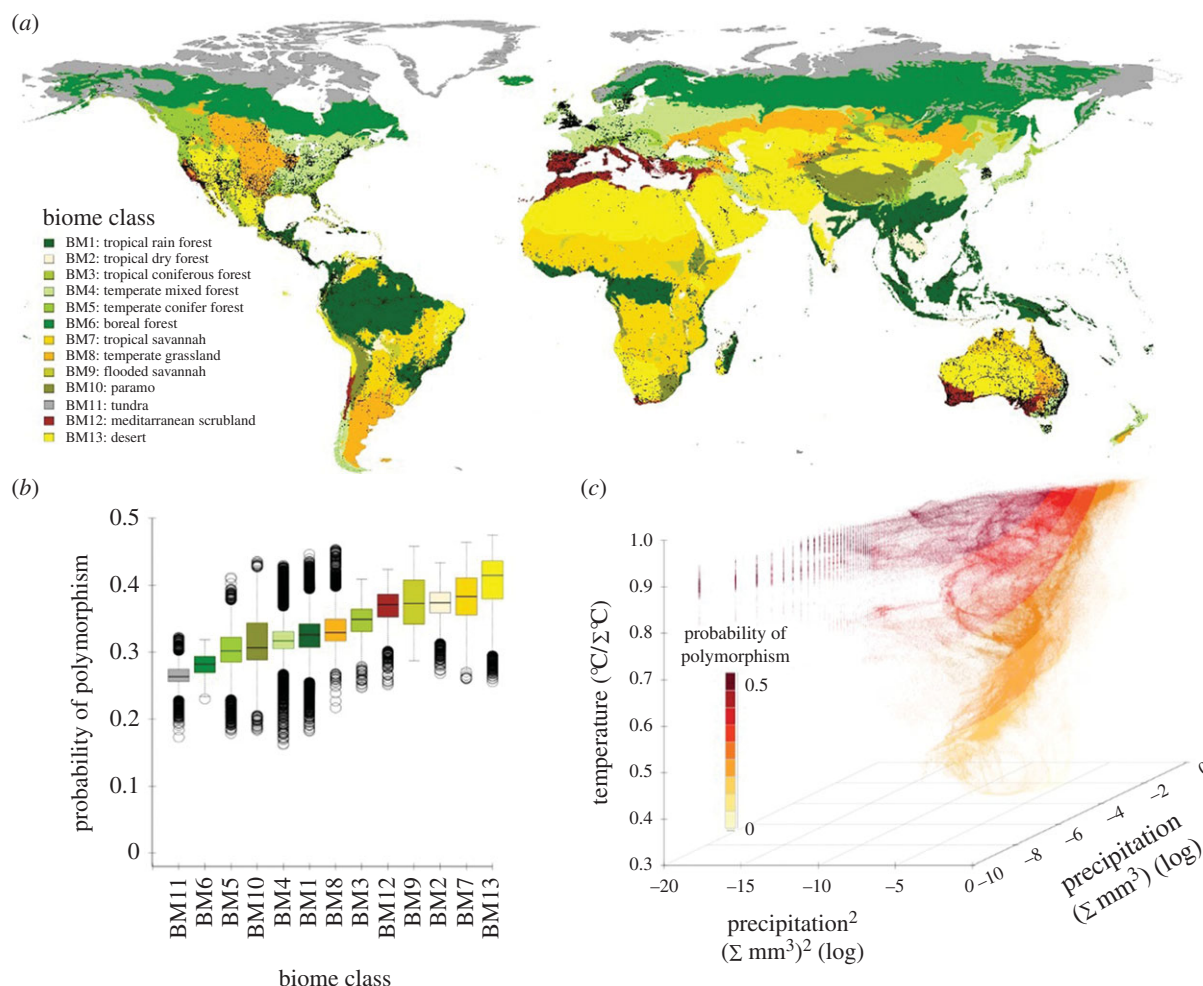 (a)
biome class
BM1: tropical rain forest
BM2: tropical dry forest
BM3: tropical coniferous forest
BM4: temperate mixed forest
BM5: temperate conifer forest
BM6: boreal forest
BM7: tropical savannah
BM8: temperate grassland
BM9: flooded savannah
BM10: paramo
BM11: tundra
BM12: meditarranean scrubland
BM13: desert
(b)
probability of polymorphism
0.5
0.4
0.3
0.2
0.1
0
BM11
BM6
BM5
BM10
BM4
BM1
BM8
BM3
BM12
BM9
BM2
BM7
BM13
biome class
(c)
temperature (°C/Σ°C)
1.0
0.9
0.8
0.7
0.6
0.5
0.4
0.3
probability of
polymorphism
0.5
0
−20
−15
−10
−5
0
precipitation²
(Σ mm³)² (log)
−10
−8
−6
−4
−2
0
precipitation
(Σ mm³) (log)